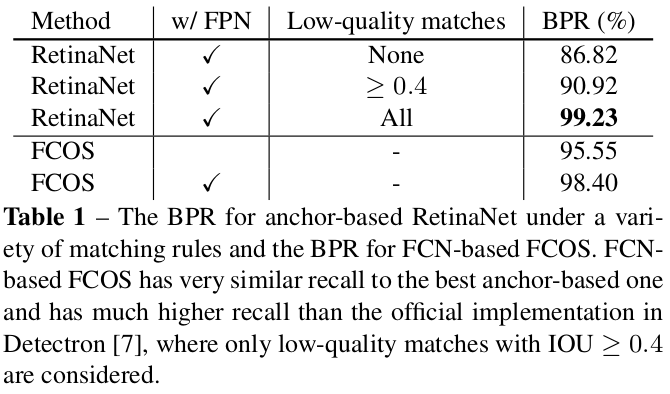 Method w/ FPN Low-quality matches BPR (%)
RetinaNet ✓ None 86.82
RetinaNet ✓ ≥ 0.4 90.92
RetinaNet ✓ All 99.23
FCOS - 95.55
FCOS ✓ - 98.40
Table 1 – The BPR for anchor-based RetinaNet under a vari-
ety of matching rules and the BPR for FCN-based FCOS. FCN-
based FCOS has very similar recall to the best anchor-based one
and has much higher recall than the official implementation in
Detectron [7], where only low-quality matches with IOU ≥ 0.4
are considered.